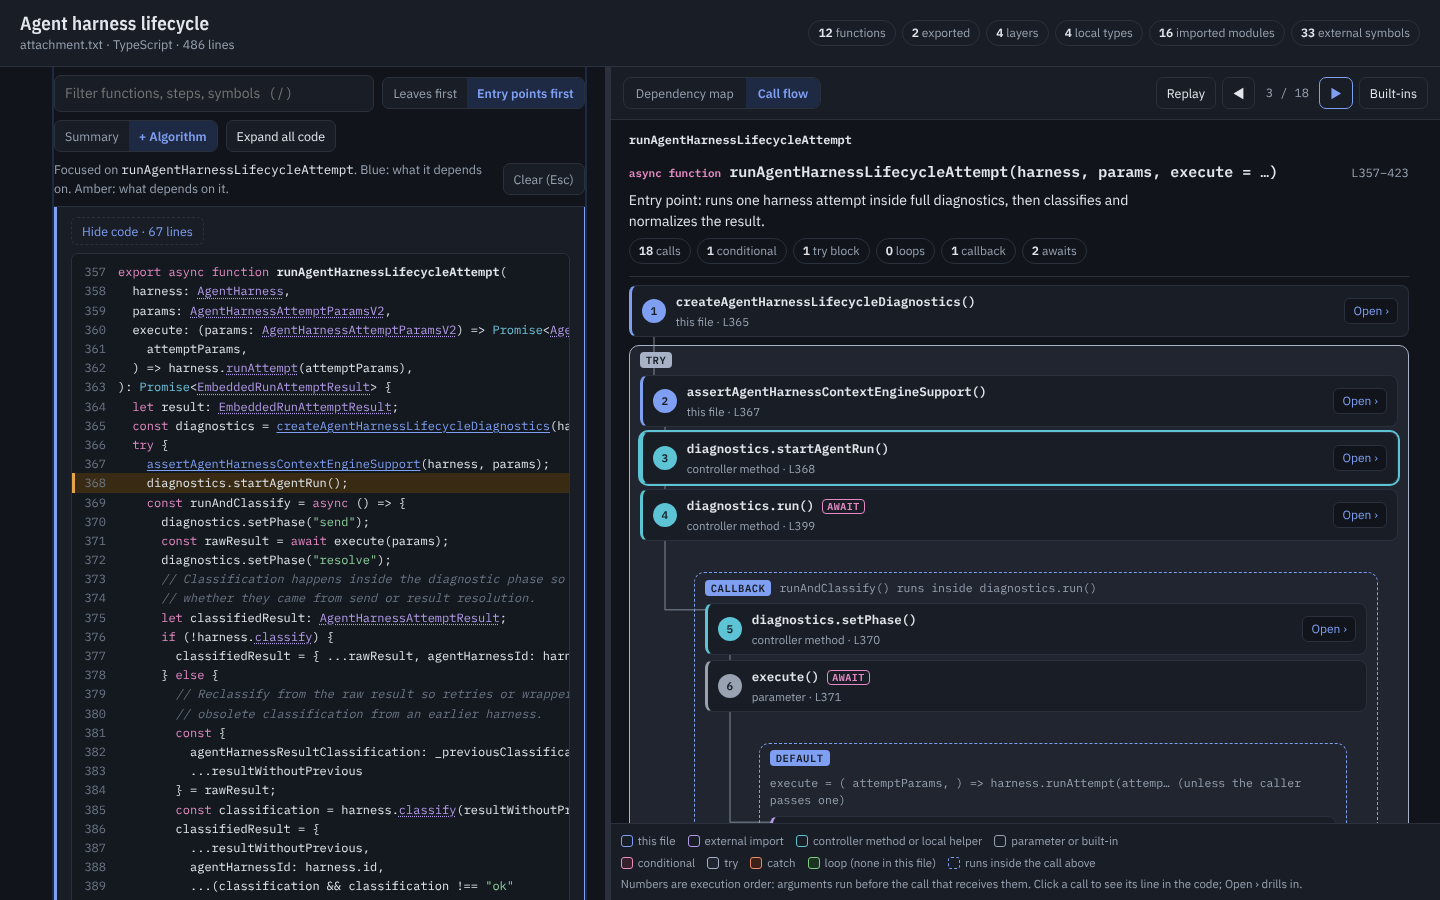 Agent harness lifecycle
attachment.txt · TypeScript · 486 lines
12 functions
2 exported
4 layers
4 local types
16 imported modules
33 external symbols
Filter functions, steps, symbols (/)
Leaves first
Entry points first
Summary
+ Algorithm
Expand all code
Focused on runAgentHarnessLifecycleAttempt. Blue: what it depends
on. Amber: what depends on it.
Clear (Esc)
Hide code · 67 lines
357 export async function runAgentHarnessLifecycleAttempt(
358 harness: AgentHarness,
359 params: AgentHarnessAttemptParamsV2,
360 execute: (params: AgentHarnessAttemptParamsV2) => Promise<Age
361 attemptParams,
362 ) => harness.runAttempt(attemptParams),
363 ): Promise<EmbeddedRunAttemptResult> {
364 let result: EmbeddedRunAttemptResult;
365 const diagnostics = createAgentHarnessLifecycleDiagnostics(ha
366 try {
367 assertAgentHarnessContextEngineSupport(harness, params);
368 diagnostics.startAgentRun();
369 const runAndClassify = async () => {
370 diagnostics.setPhase("send");
371 const rawResult = await execute(params);
372 diagnostics.setPhase("resolve");
373 // Classification happens inside the diagnostic phase so
374 // whether they came from send or result resolution.
375 let classifiedResult: AgentHarnessAttemptResult;
376 if (!harness.classify) {
377 classifiedResult = { ...rawResult, agentHarnessId: harn
378 } else {
379 // Reclassify from the raw result so retries or wrapper
380 // obsolete classification from an earlier harness.
381 const {
382 agentHarnessResultClassification: _previousClassifica
383 ...resultWithoutPrevious
384 } = rawResult;
385 const classification = harness.classify(resultWithoutPr
386 classifiedResult = {
387 ...resultWithoutPrevious,
388 agentHarnessId: harness.id,
389 ...(classification && classification !== "ok"
Dependency map
Call flow
Replay
◀
3 / 18
▶
Built-ins
runAgentHarnessLifecycleAttempt
async function runAgentHarnessLifecycleAttempt(harness, params, execute = …)
L357–423
Entry point: runs one harness attempt inside full diagnostics, then classifies and
normalizes the result.
18 calls
1 conditional
1 try block
0 loops
1 callback
2 awaits
1
createAgentHarnessLifecycleDiagnostics()
this file · L365
Open ›
TRY
2
assertAgentHarnessContextEngineSupport()
this file · L367
Open ›
3
diagnostics.startAgentRun()
controller method · L368
Open ›
4
diagnostics.run() AWAIT
controller method · L399
Open ›
CALLBACK runAndClassify() runs inside diagnostics.run()
5
diagnostics.setPhase()
controller method · L370
Open ›
6
execute() AWAIT
parameter · L371
DEFAULT
execute = ( attemptParams, ) => harness.runAttempt(attemp… (unless the caller
passes one)
this file
external import
controller method or local helper
parameter or built-in
conditional
try
catch
loop (none in this file)
runs inside the call above
Numbers are execution order: arguments run before the call that receives them. Click a call to see its line in the code; Open › drills in.